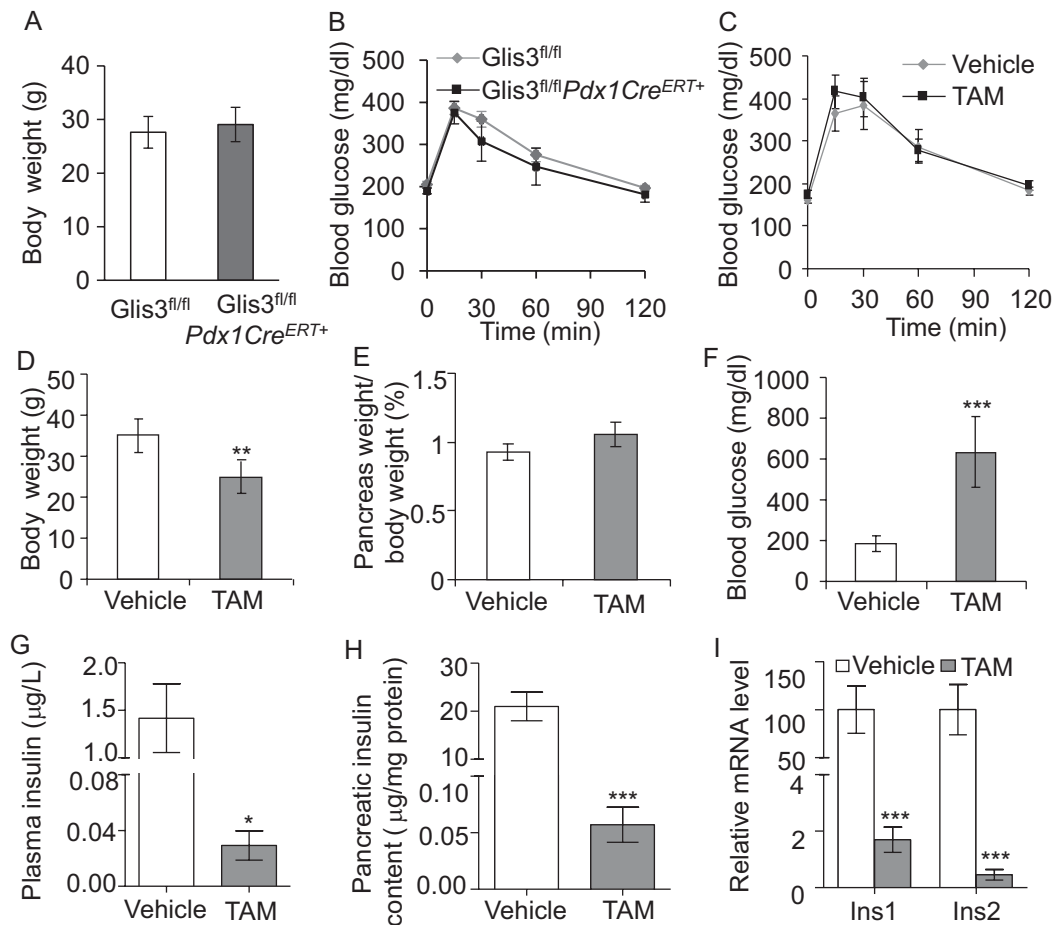 A
Body weight (g)
40
30
20
10
0
Glis3fl/fl
Glis3fl/fl
Pdx1CreERT+
B
Blood glucose (mg/dl)
500
400
300
200
100
0
Glis3fl/fl
Glis3fl/flPdx1CreERT+
0 30 60 90 120
Time (min)
C
Blood glucose (mg/dl)
500
400
300
200
100
0
Vehicle
TAM
0 30 60 90 120
Time (min)
D
Body weight (g)
50
40
30
20
10
0
**
Vehicle TAM
E
Pancreas weight/
body weight (%)
1.5
1
0.5
0
Vehicle TAM
F
Blood glucose (mg/dl)
1000
800
600
400
200
0
***
Vehicle TAM
G
Plasma insulin (μg/L)
2.0
1.5
1.0
0.08
0.04
0.00
*
Vehicle TAM
H
Pancreatic insulin
content ( μg/mg protein)
30
20
10
0.10
0.05
0.00
***
Vehicle TAM
I
Relative mRNA level
Vehicle TAM
150
100
50
4
2
0
***
***
Ins1 Ins2